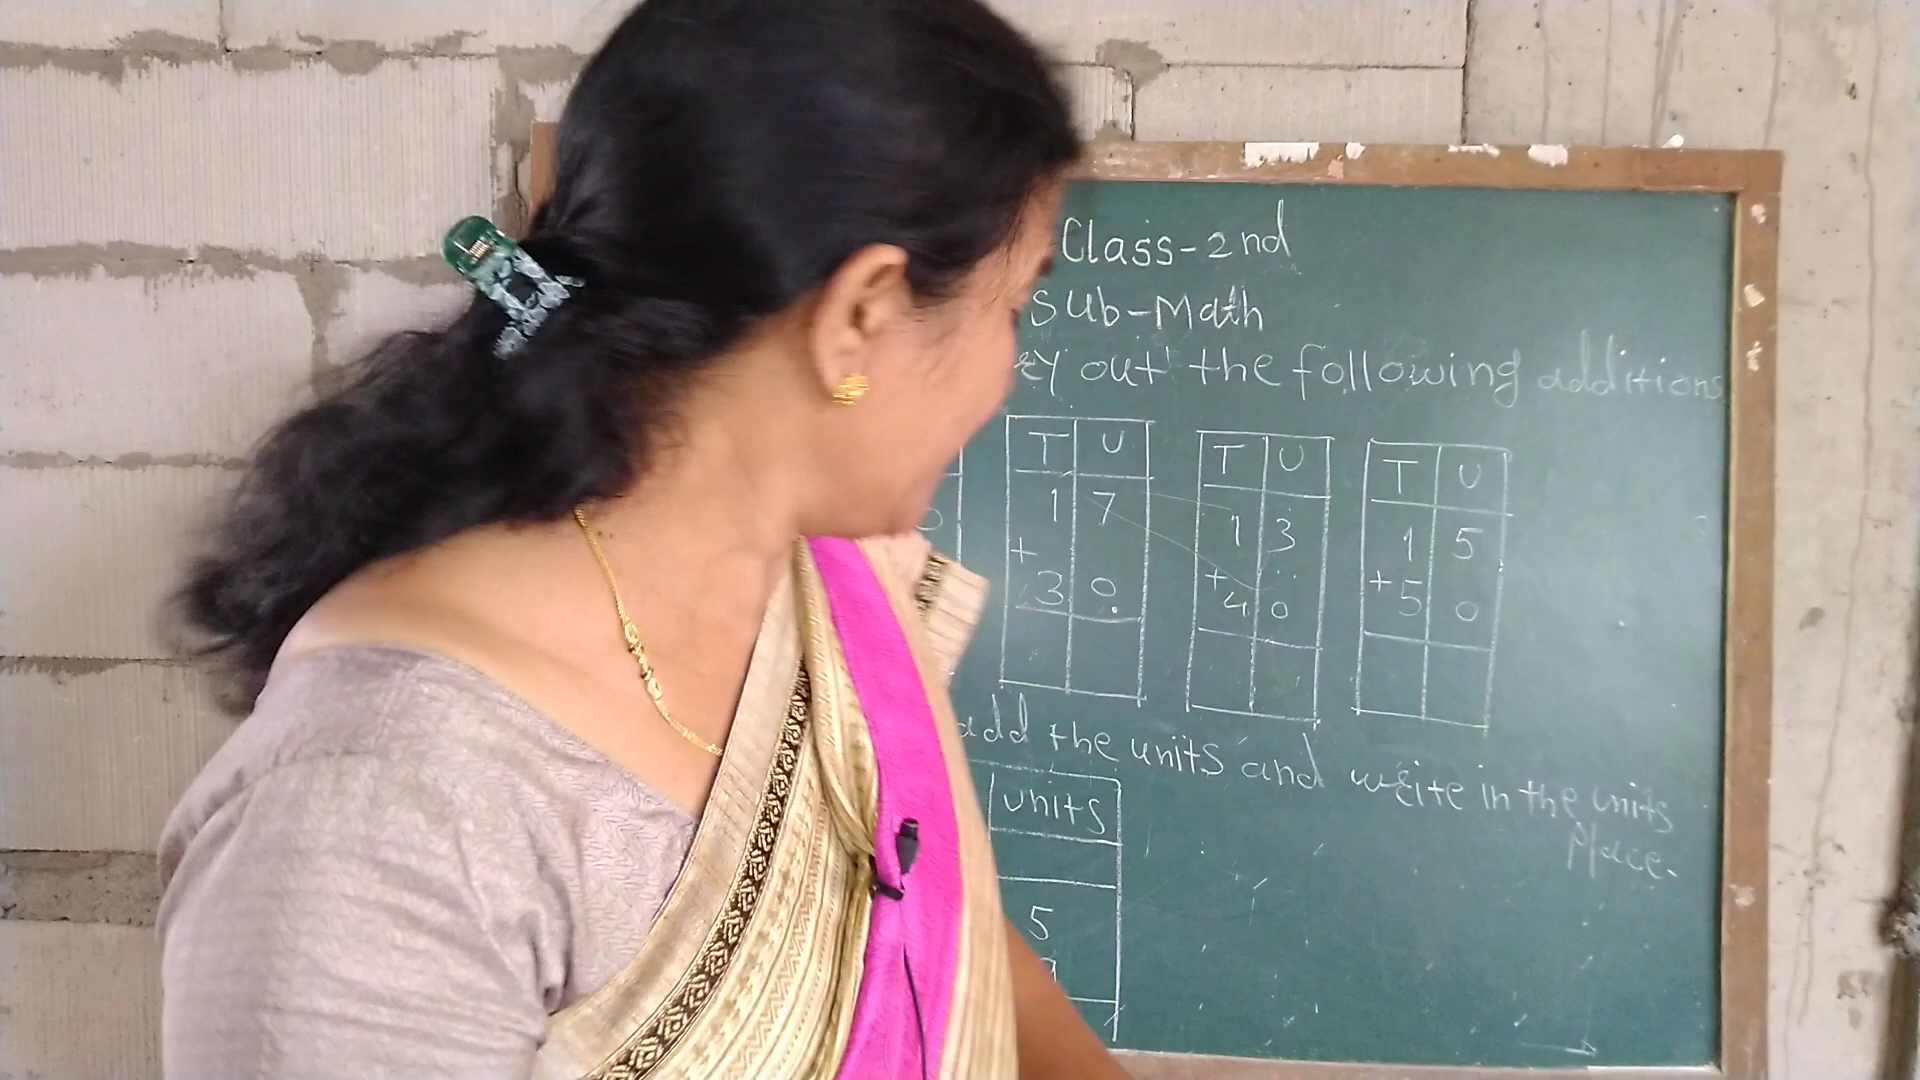 Class-2nd
Sub-Math
out the following additions
T U T U T U
0 1 7 1 3 1 5
+ 3 0 + 4 0 + 5 0
add the units and write in the units
place.
units
5